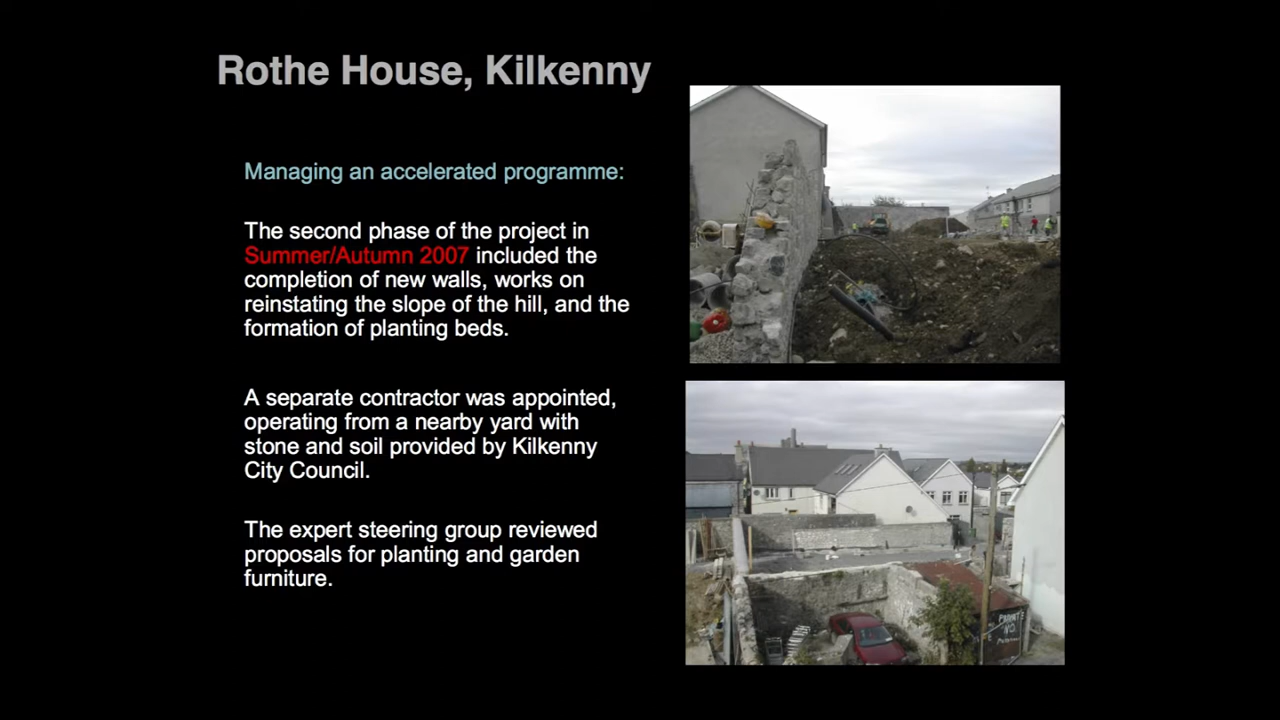 Rothe House, Kilkenny
Managing an accelerated programme:
The second phase of the project in
Summer/Autumn 2007 included the
completion of new walls, works on
reinstating the slope of the hill, and the
formation of planting beds.
A separate contractor was appointed,
operating from a nearby yard with
stone and soil provided by Kilkenny
City Council.
The expert steering group reviewed
proposals for planting and garden
furniture.
PRIVATE
NO